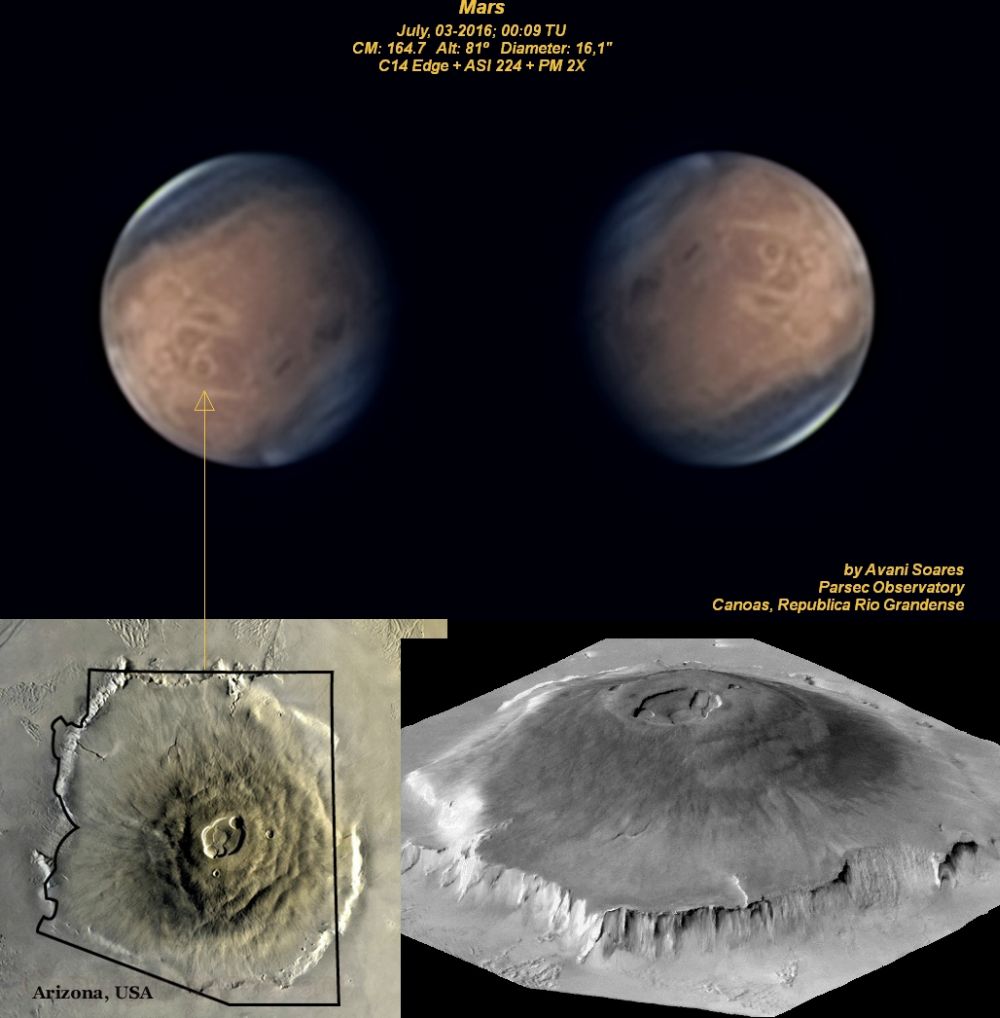 Mars
July, 03-2016; 00:09 TU
CM: 164.7 Alt: 81º Diameter: 16,1"
C14 Edge + ASI 224 + PM 2X
by Avani Soares
Parsec Observatory
Canoas, Republica Rio Grandense
Arizona, USA